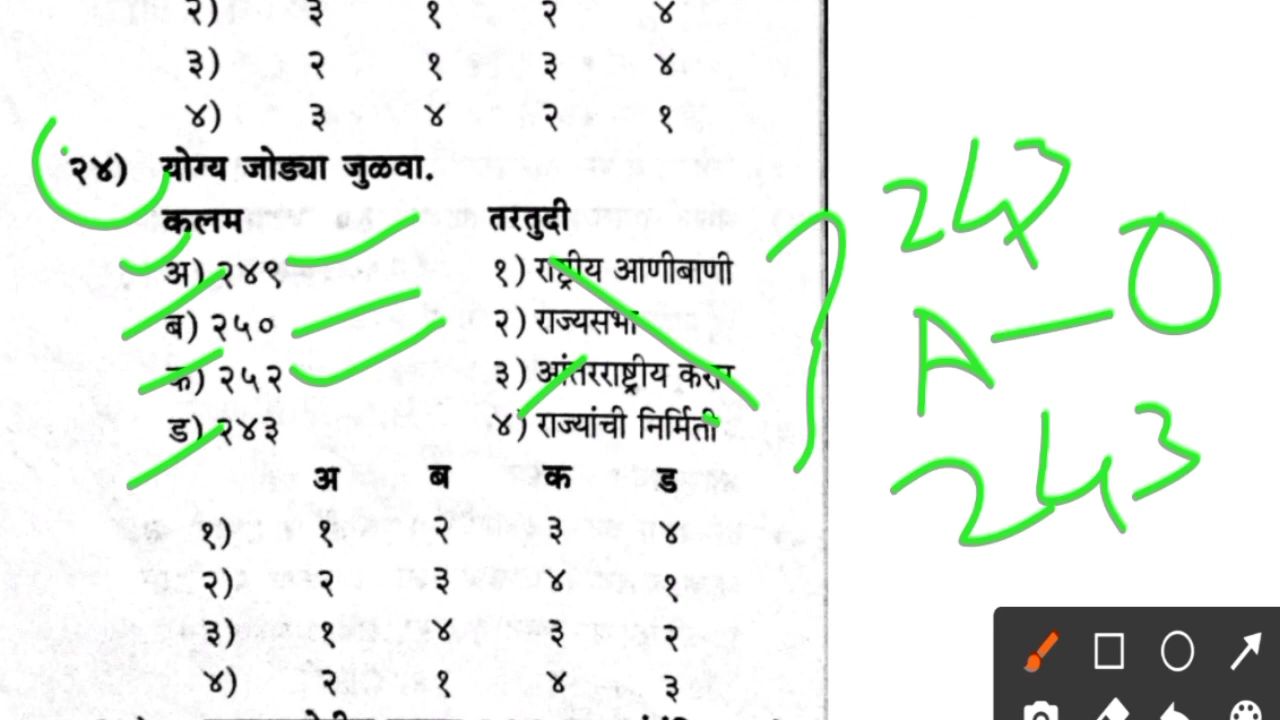 २) ३ १ २ ४
३) २ १ ३ ४
४) ३ ४ २ १
२४) योग्य जोड्या जुळवा.
कलम तरतुदी
अ) २४९ १) राष्ट्रीय आणीबाणी
ब) २५० २) राज्यसभा
क) २५२ ३) आंतरराष्ट्रीय करार
ड) २४३ ४) राज्यांची निर्मिती
अ ब क ड
१) १ २ ३ ४
२) २ ३ ४ १
३) १ ४ ३ २
४) २ १ ४ ३
243
A – O
243